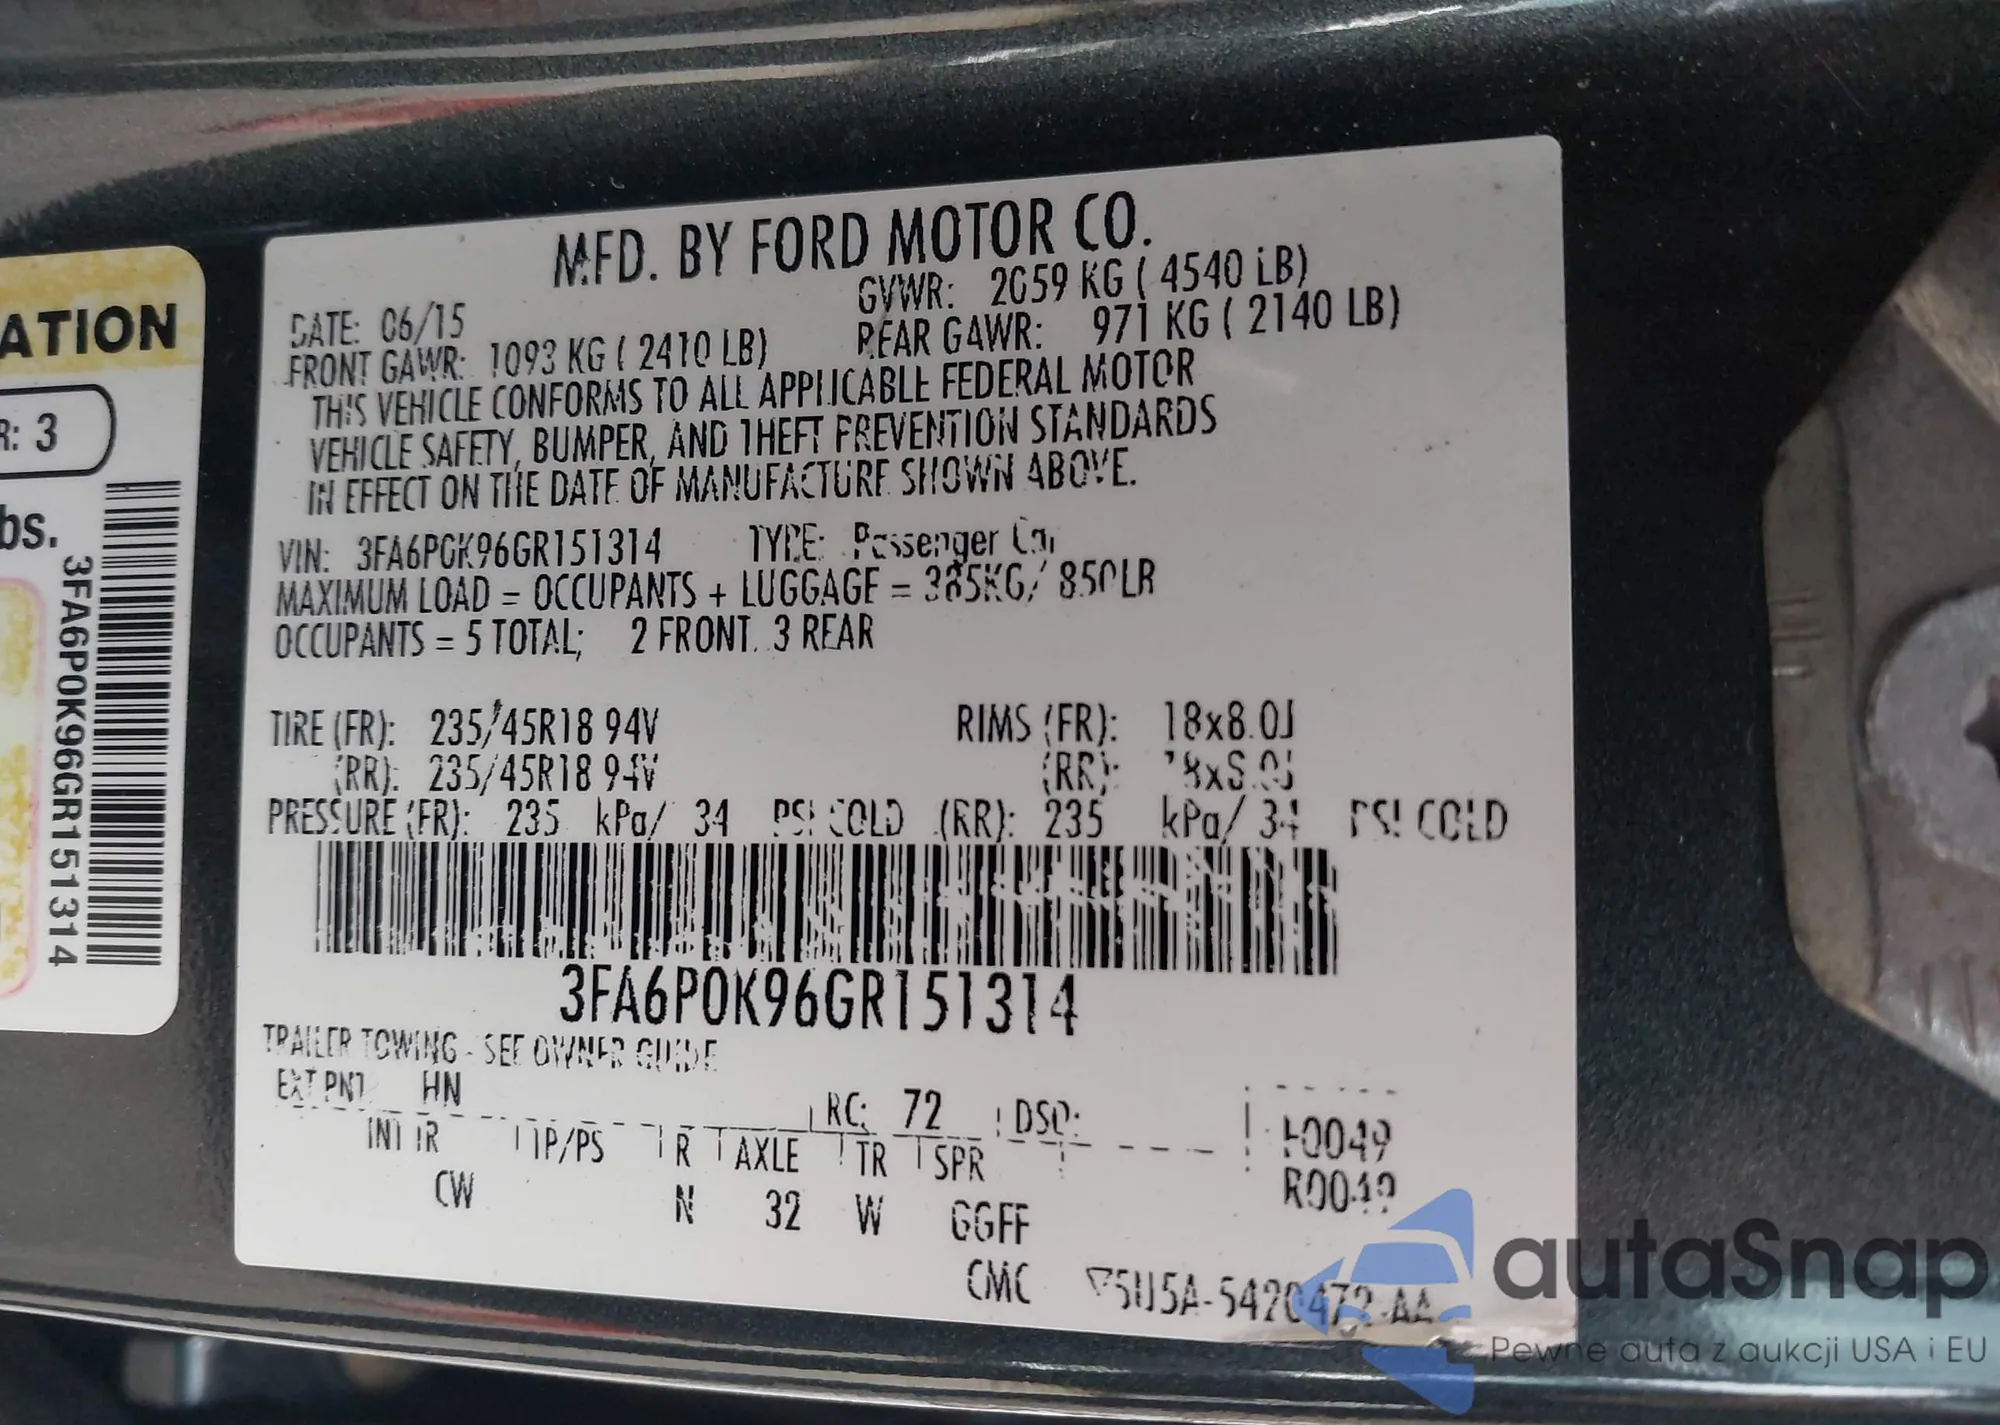 MFD. BY FORD MOTOR CO.
DATE: 06/15 GVWR: 2059 KG ( 4540 LB)
FRONT GAWR: 1093 KG ( 2410 LB) REAR GAWR: 971 KG ( 2140 LB)
THIS VEHICLE CONFORMS TO ALL APPLICABLE FEDERAL MOTOR
VEHICLE SAFETY, BUMPER, AND THEFT PREVENTION STANDARDS
IN EFFECT ON THE DATE OF MANUFACTURE SHOWN ABOVE.
VIN: 3FA6P0K96GR151314 TYPE: Passenger Car
MAXIMUM LOAD = OCCUPANTS + LUGGAGE = 385KG/ 850LB
OCCUPANTS = 5 TOTAL; 2 FRONT, 3 REAR
TIRE (FR): 235/45R18 94V RIMS (FR): 18x8.0J
(RR): 235/45R18 94V (RR): 18x8.0J
PRESSURE (FR): 235 kPa/ 34 PSI COLD (RR): 235 kPa/ 34 PSI COLD
3FA6P0K96GR151314
TRAILER TOWING - SEE OWNER GUIDE
EXT PNT HN RC: 72 DSO:
INT TR TP/PS R AXLE TR SPR F0049
CW N 32 W GGFF R0049
CMC
ATION
R: 3
bs.
3FA6P0K96GR151314
autaSnap
Pewne auta z aukcji USA i EU